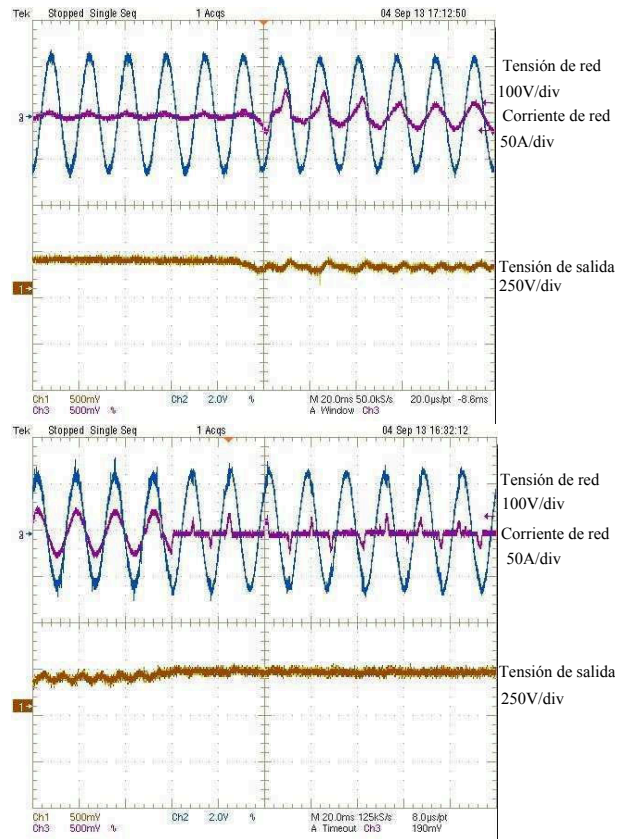 Tek Stopped Single Seq 1 Acqs 04 Sep 13 17:12:50
Tensión de red
100V/div
3→
Corriente de red
50A/div
Tensión de salida
250V/div
1→
Ch1 500mV Ch2 2.0V M 20.0ms 50.0kS/s 20.0µs/pt -8.6ms
Ch3 500mV A Window Ch3
Tek Stopped Single Seq 1 Acqs 04 Sep 13 16:32:12
Tensión de red
100V/div
3→
Corriente de red
50A/div
Tensión de salida
250V/div
1→
Ch1 500mV Ch2 2.0V M 20.0ms 125kS/s 8.0µs/pt
Ch3 500mV A Timeout Ch3 190mV